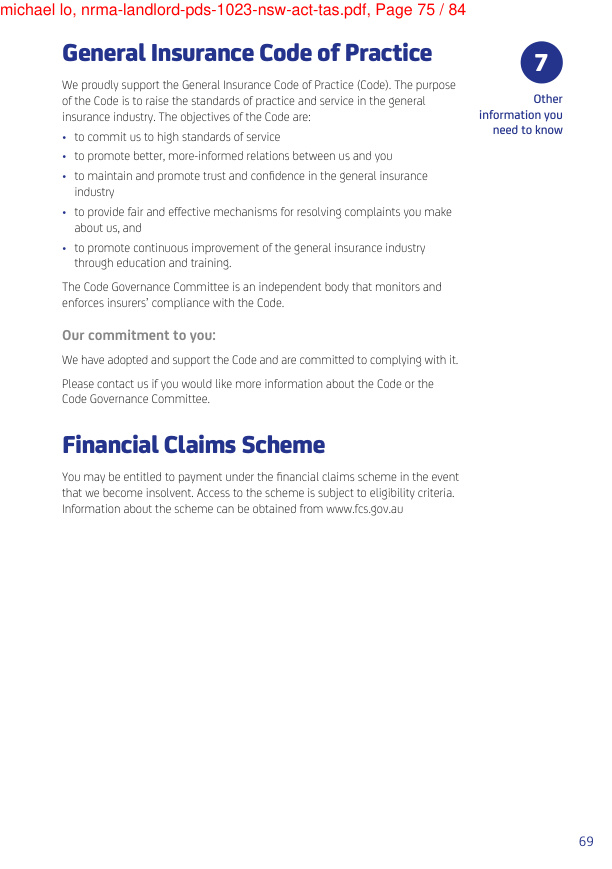 michael lo, nrma-landlord-pds-1023-nsw-act-tas.pdf, Page 75 / 84
General Insurance Code of Practice
We proudly support the General Insurance Code of Practice (Code). The purpose
of the Code is to raise the standards of practice and service in the general
insurance industry. The objectives of the Code are:
• to commit us to high standards of service
• to promote better, more-informed relations between us and you
• to maintain and promote trust and confidence in the general insurance
industry
• to provide fair and effective mechanisms for resolving complaints you make
about us, and
• to promote continuous improvement of the general insurance industry
through education and training.
The Code Governance Committee is an independent body that monitors and
enforces insurers' compliance with the Code.
Our commitment to you:
We have adopted and support the Code and are committed to complying with it.
Please contact us if you would like more information about the Code or the
Code Governance Committee.
Financial Claims Scheme
You may be entitled to payment under the financial claims scheme in the event
that we become insolvent. Access to the scheme is subject to eligibility criteria.
Information about the scheme can be obtained from www.fcs.gov.au
7
Other
information you
need to know
69